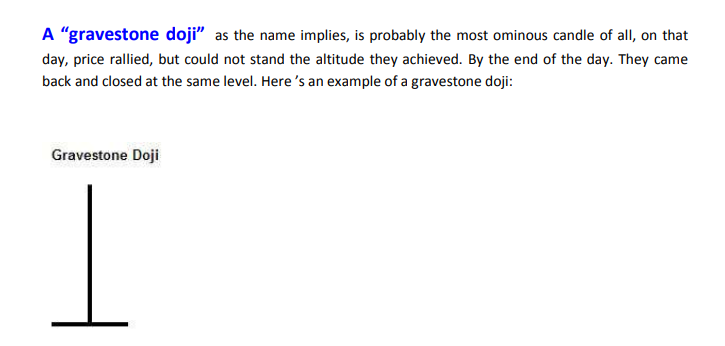 A “gravestone doji” as the name implies, is probably the most ominous candle of all, on that
day, price rallied, but could not stand the altitude they achieved. By the end of the day. They came
back and closed at the same level. Here ’s an example of a gravestone doji:
Gravestone Doji